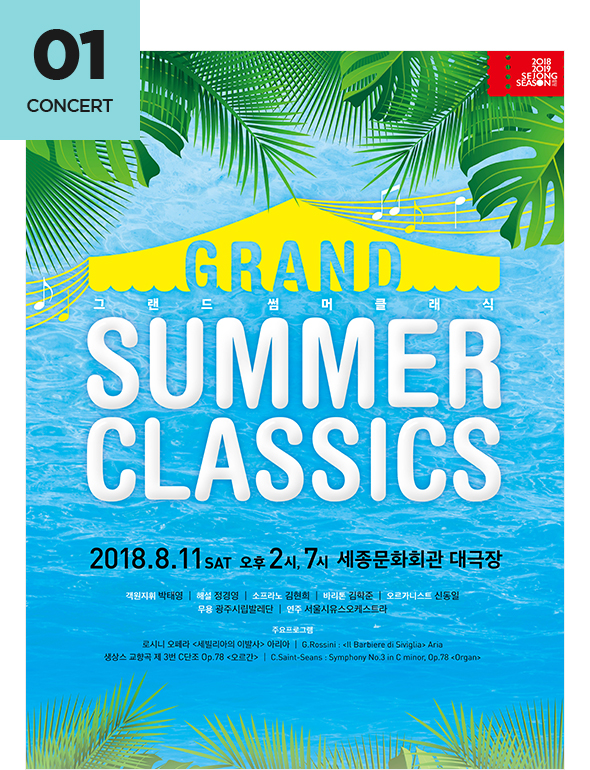 01
CONCERT
2018
2019
SEJONG
SEASON
GRAND
그랜드썸머클래식
SUMMER
CLASSICS
2018.8.11 SAT 오후 2시, 7시 세종문화회관 대극장
객원지휘 박태영 | 해설 정경영 | 소프라노 김현희 | 바리톤 김학준 | 오르가니스트 신동일
무용 광주시립발레단 | 연주 서울시유스오케스트라
주요프로그램
로시니 오페라 <세빌리아의 이발사> 아리아 | G.Rossini : <Il Barbiere di Siviglia> Aria
생상스 교향곡 제 3번 C단조 Op.78 <오르간> | C.Saint-Seans : Symphony No.3 in C minor, Op.78 <Organ>